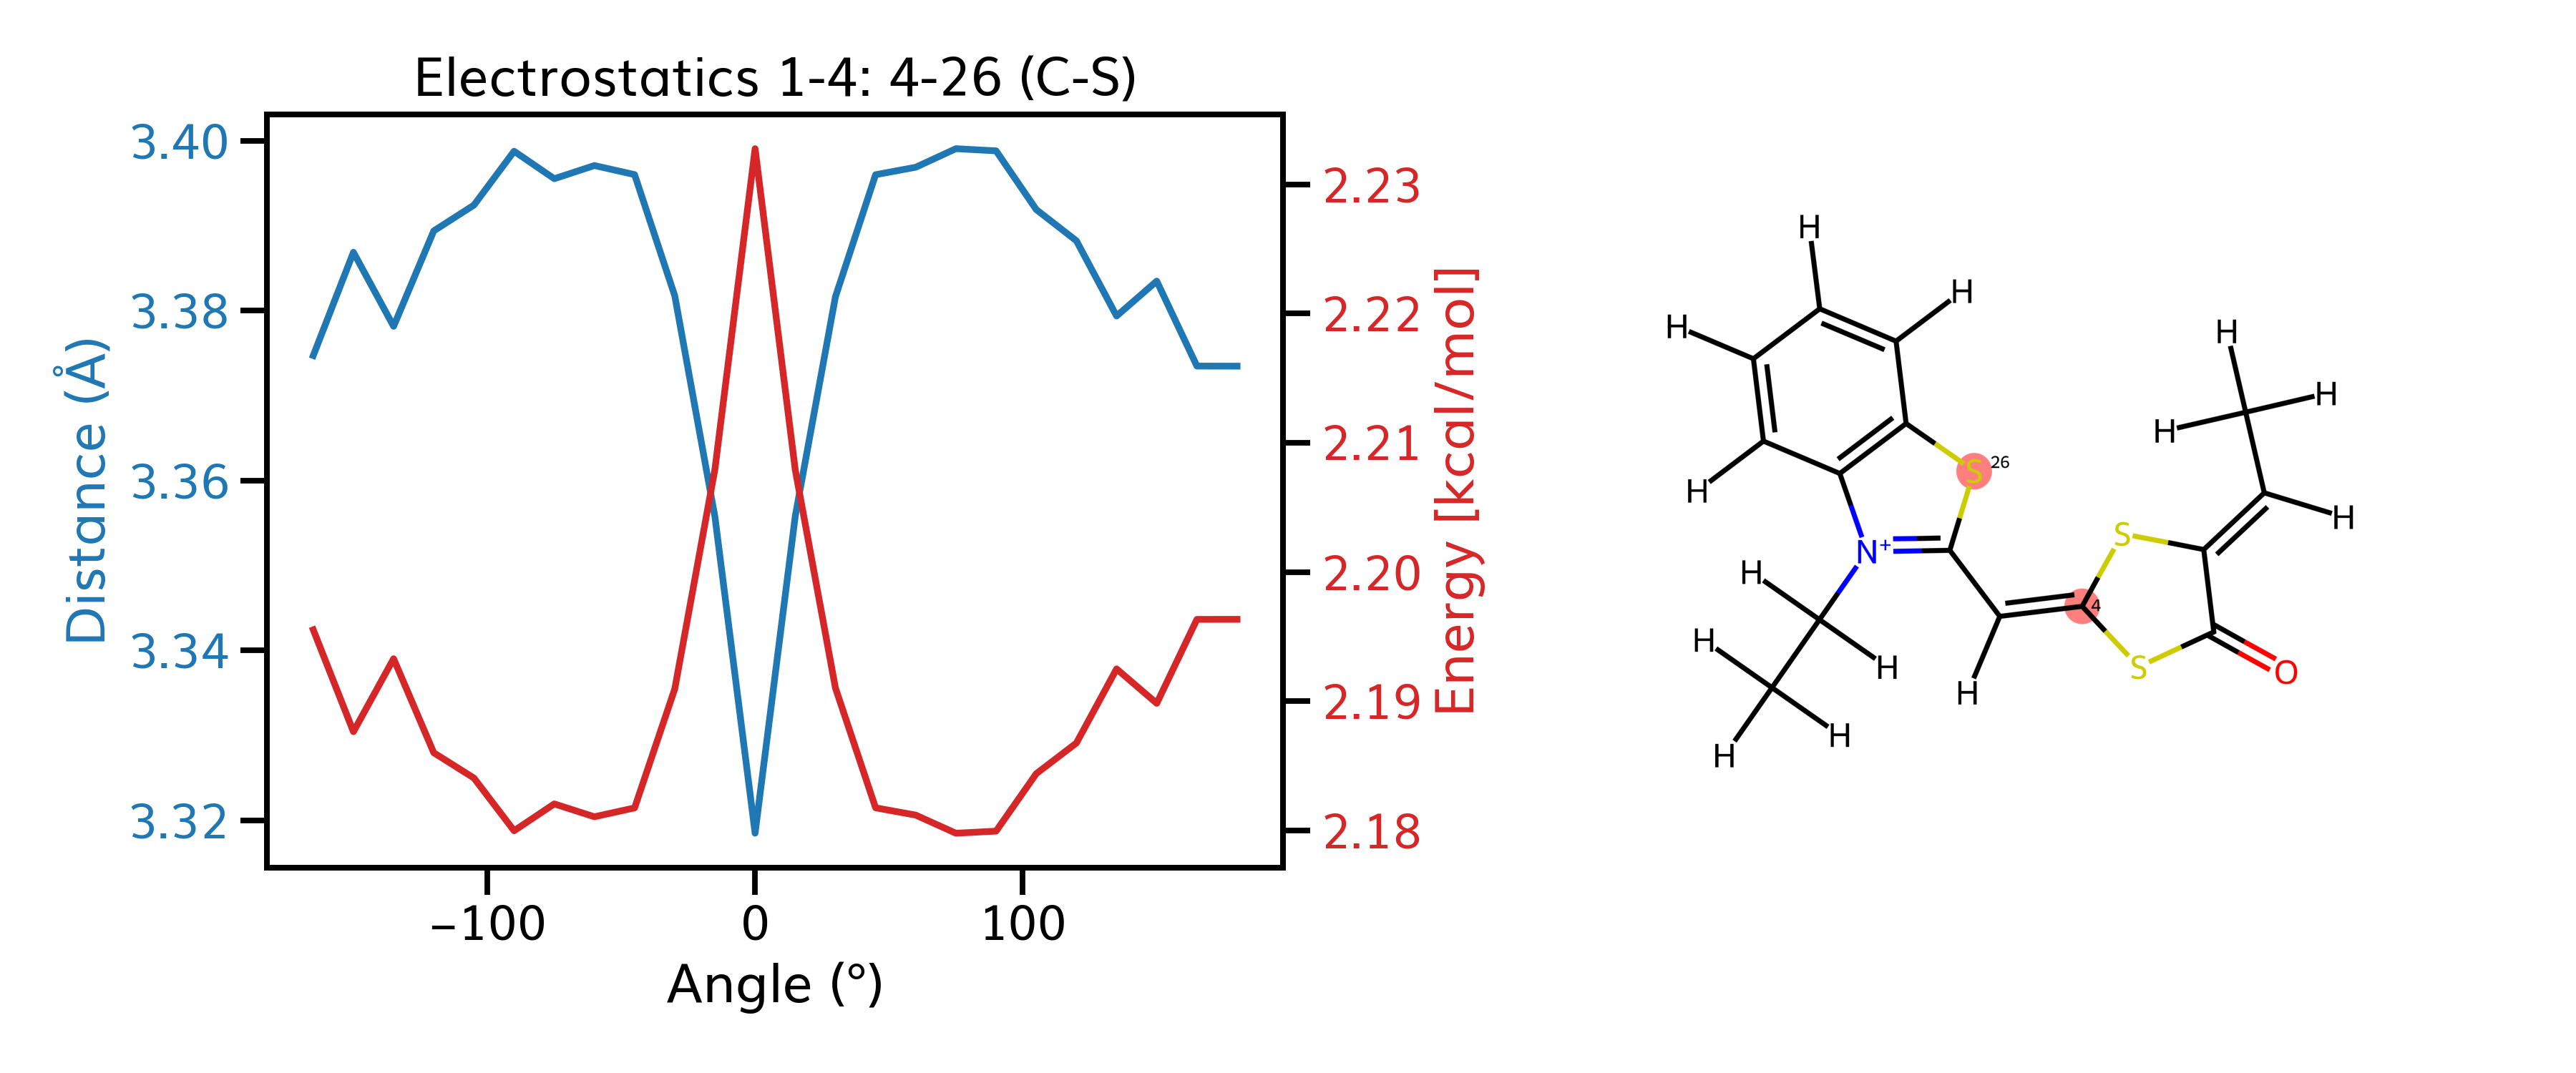 Electrostatics 1-4: 4-26 (C-S)
3.40
3.38
3.36
3.34
3.32
Distance (Å)
2.23
2.22
2.21
2.20
2.19
2.18
Energy [kcal/mol]
−100 0 100
Angle (°)
H
H
H
H
H
H
S 26
H
H
H
S
N+
H
4
H
H
S
O
H
H
H